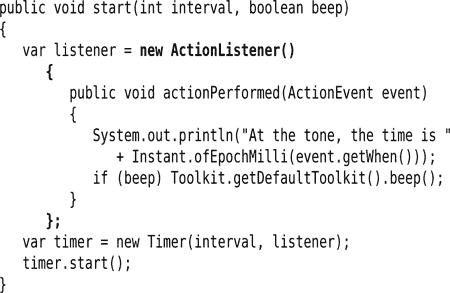 public void start(int interval, boolean beep)
{
   var listener = new ActionListener()
      {
         public void actionPerformed(ActionEvent event)
         {
            System.out.println("At the tone, the time is "
               + Instant.ofEpochMilli(event.getWhen()));
            if (beep) Toolkit.getDefaultToolkit().beep();
         }
      };
   var timer = new Timer(interval, listener);
   timer.start();
}